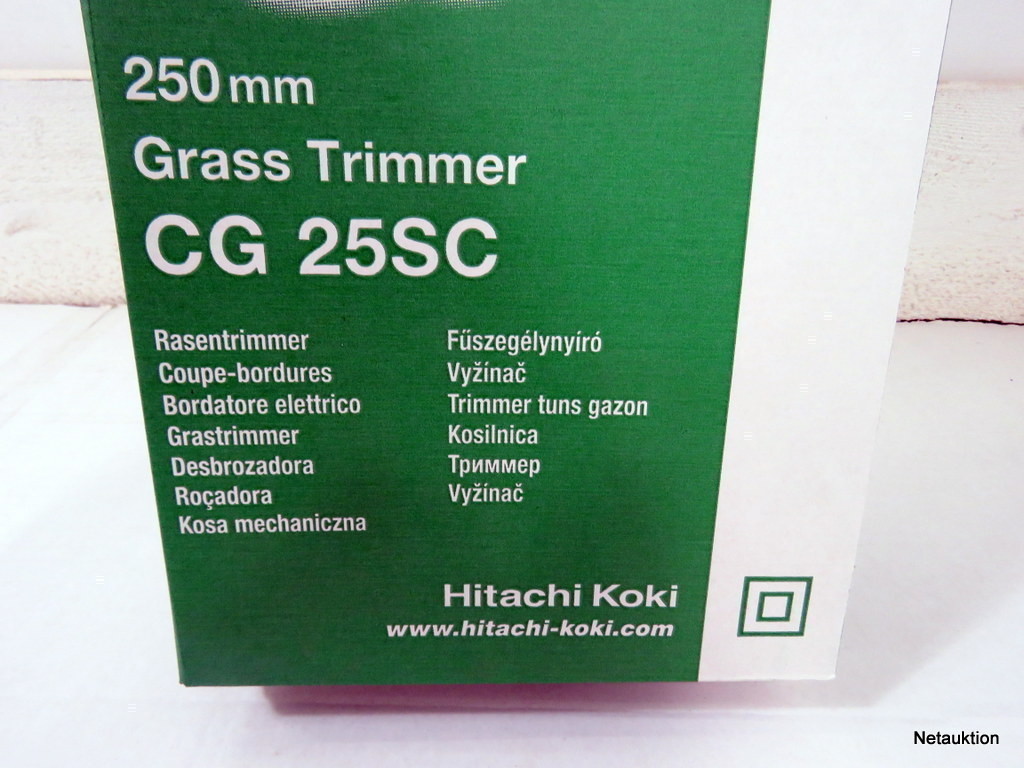 250 mm
Grass Trimmer
CG 25SC
Rasentrimmer
Coupe-bordures
Bordatore elettrico
Grastrimmer
Desbrozadora
Roçadora
Kosa mechaniczna
Fűszegélynyíró
Vyžínač
Trimmer tuns gazon
Kosilnica
Триммер
Vyžínač
Hitachi Koki
www.hitachi-koki.com
Netauktion